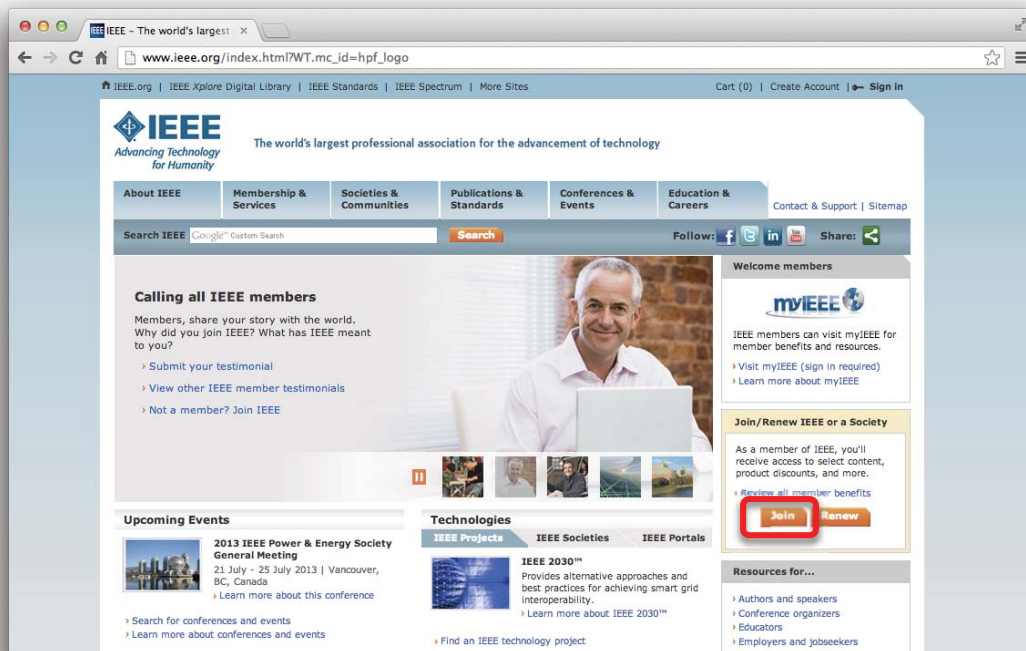 IEEE – The world's largest
www.ieee.org/index.html?WT.mc_id=hpf_logo
IEEE.org | IEEE Xplore Digital Library | IEEE Standards | IEEE Spectrum | More Sites
Cart (0) | Create Account | Sign in
IEEE
Advancing Technology
for Humanity
The world's largest professional association for the advancement of technology
About IEEE
Membership &
Services
Societies &
Communities
Publications &
Standards
Conferences &
Events
Education &
Careers
Contact & Support | Sitemap
Search IEEE Google™ Custom Search Search
Follow: f in You Tube Share:
Calling all IEEE members
Members, share your story with the world.
Why did you join IEEE? What has IEEE meant
to you?
› Submit your testimonial
› View other IEEE member testimonials
› Not a member? Join IEEE
Welcome members
myIEEE
IEEE members can visit myIEEE for
member benefits and resources.
› Visit myIEEE (sign in required)
› Learn more about myIEEE
Join/Renew IEEE or a Society
As a member of IEEE, you'll
receive access to select content,
product discounts, and more.
› Review all member benefits
Join Renew
Upcoming Events
2013 IEEE Power & Energy Society
General Meeting
21 July - 25 July 2013 | Vancouver,
BC, Canada
› Learn more about this conference
› Search for conferences and events
› Learn more about conferences and events
Technologies
IEEE Projects IEEE Societies IEEE Portals
IEEE 2030™
Provides alternative approaches and
best practices for achieving smart grid
interoperability.
› Learn more about IEEE 2030™
› Find an IEEE technology project
Resources for...
› Authors and speakers
› Conference organizers
› Educators
› Employers and jobseekers